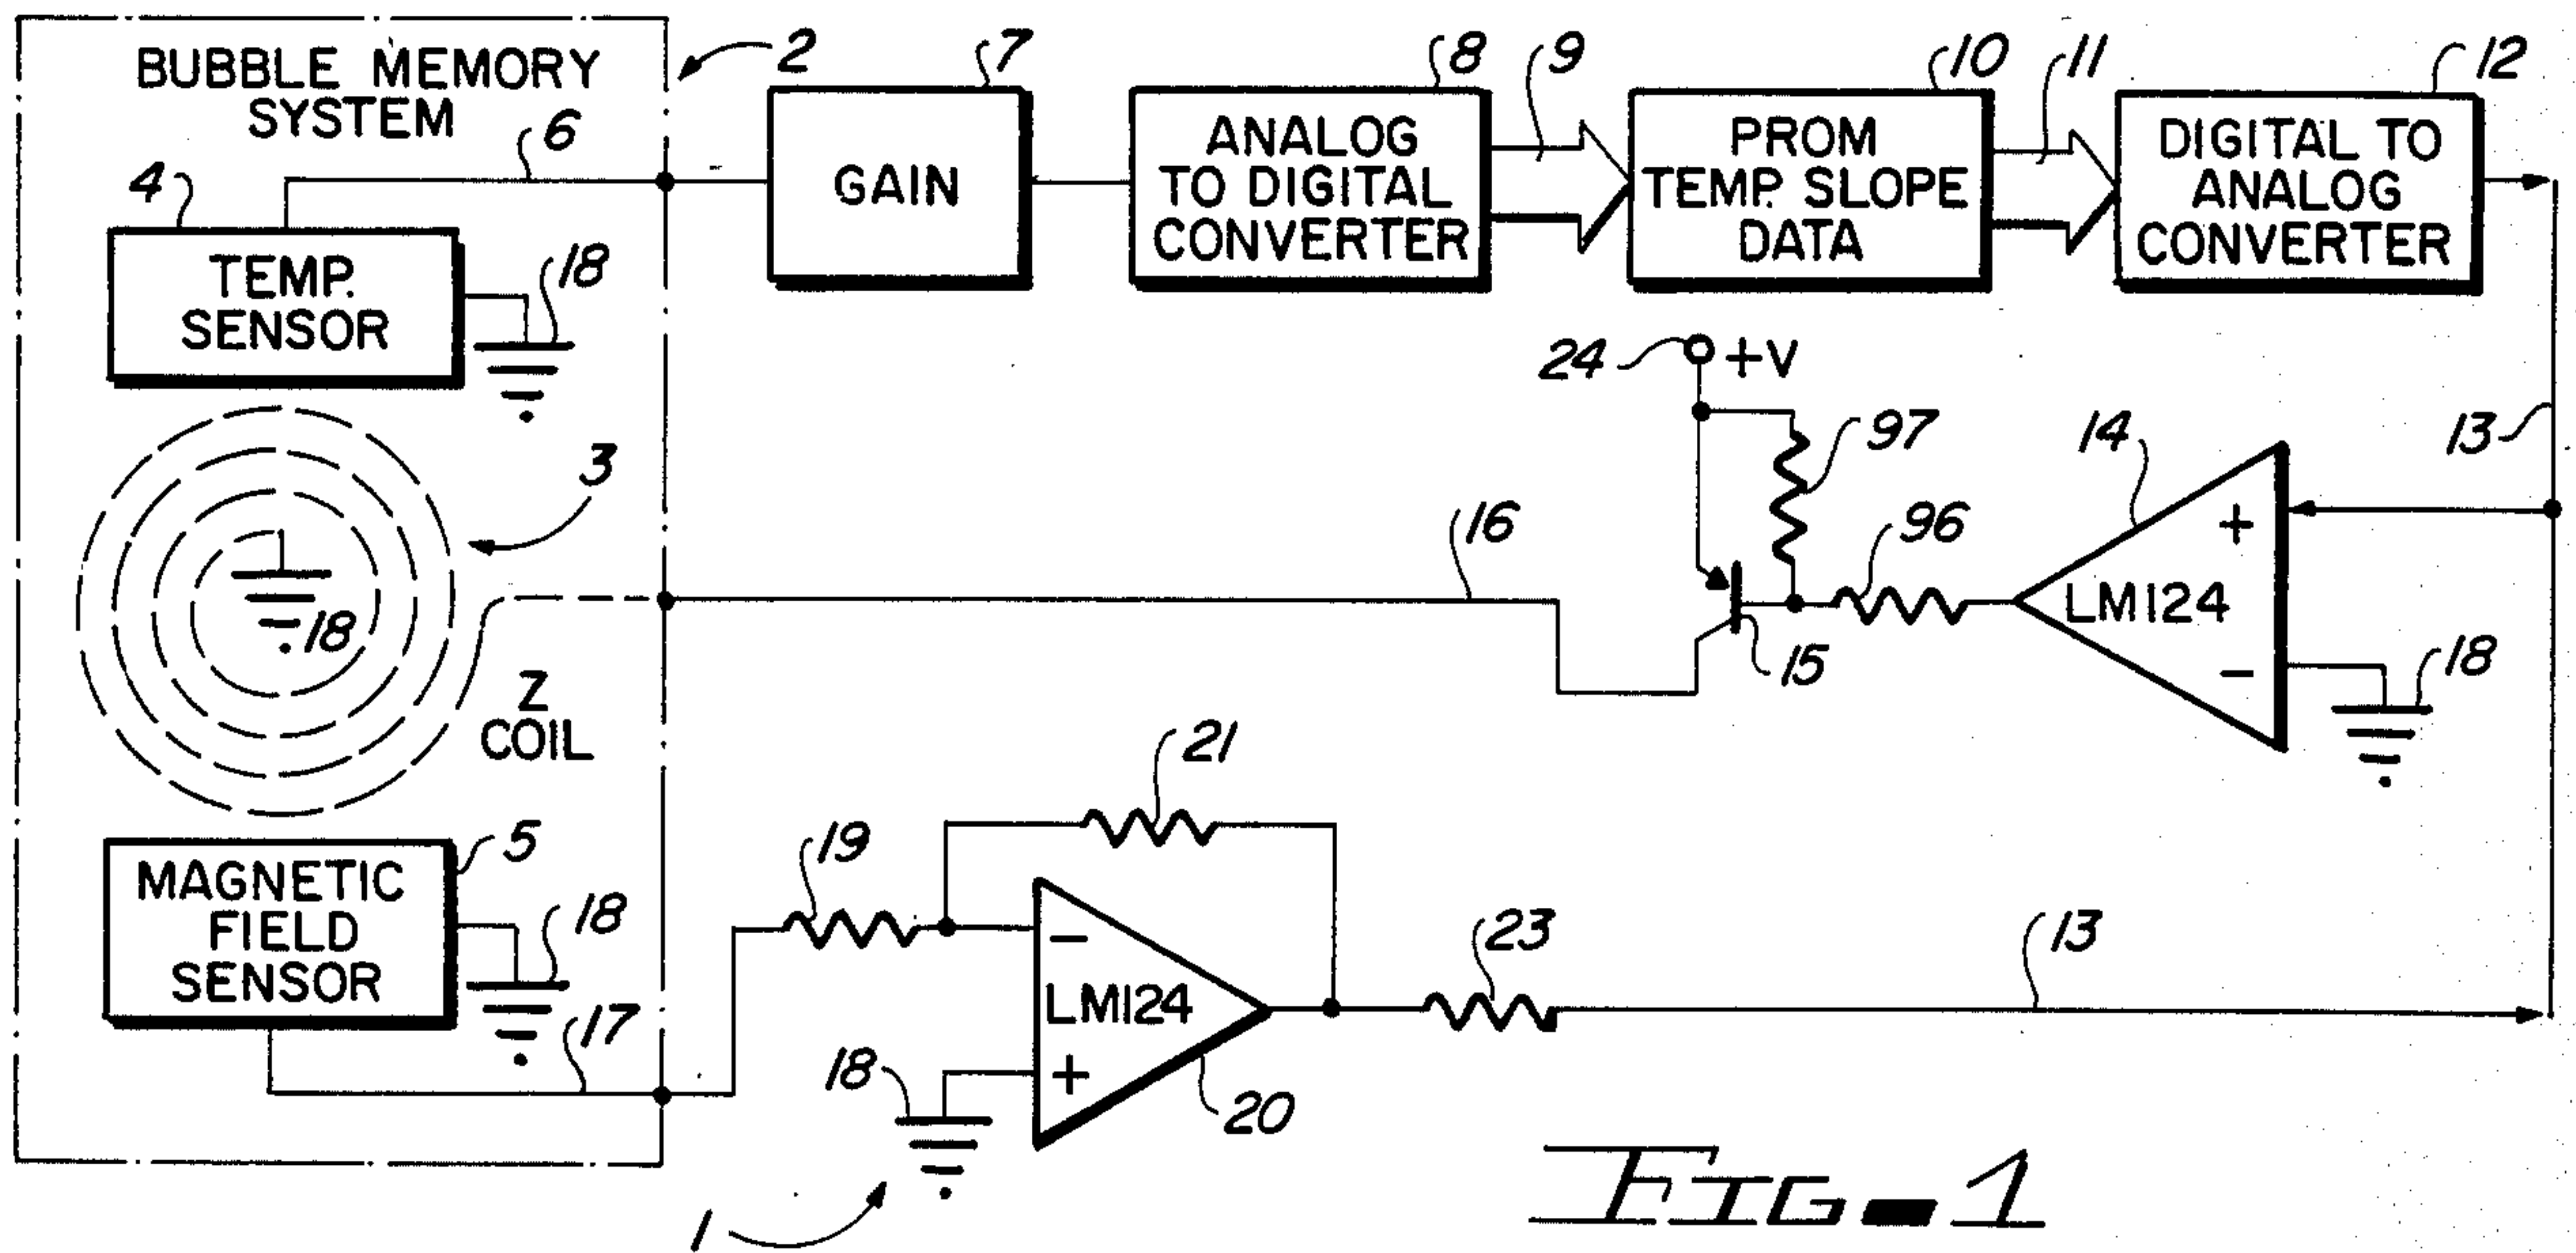 BUBBLE MEMORY
SYSTEM
2
7
8
9
10
11
12
6
4
GAIN
ANALOG
TO DIGITAL
CONVERTER
PROM
TEMP. SLOPE
DATA
DIGITAL TO
ANALOG
CONVERTER
TEMP.
SENSOR
18
24
+V
97
14
13
3
16
96
+
LM124
18
15
−
18
Z
COIL
21
19
5
MAGNETIC
FIELD
SENSOR
18
−
LM124
+
23
13
17
18
20
1
FIG-1